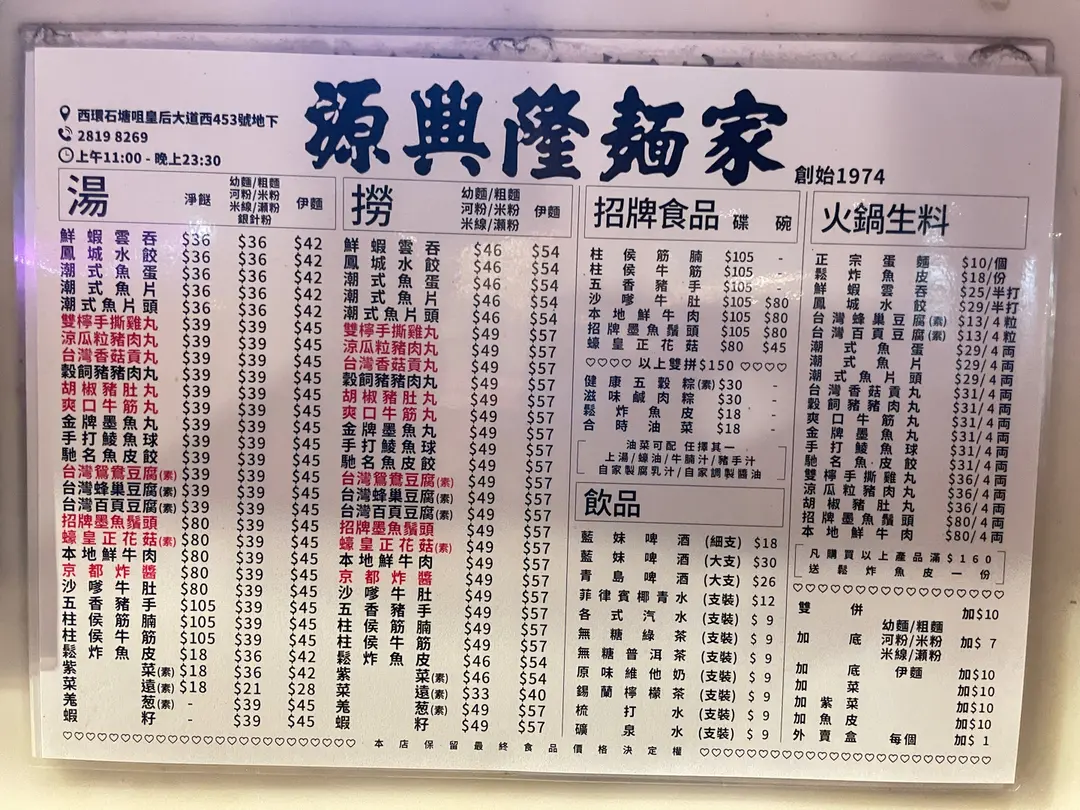 西環石塘咀皇后大道西453號地下
2819 8269
上午11:00 - 晚上23:30
源興隆麵家
創始1974
湯 淨餸 幼麵/粗麵 河粉/米粉 米線/瀨粉 銀針粉 伊麵
鮮蝦雲吞 $36 $36 $42
鳳城水餃 $36 $36 $42
潮式魚蛋 $36 $36 $42
潮式魚片 $36 $36 $42
潮式魚片頭 $36 $36 $42
雙檸手撕雞丸 $39 $39 $45
涼瓜粒豬肉丸 $39 $39 $45
台灣香菇貢丸 $39 $39 $45
穀飼豬豬肉丸 $39 $39 $45
胡椒豬肚丸 $39 $39 $45
爽口牛筋丸 $39 $39 $45
金牌墨魚丸 $39 $39 $45
手打鯪魚球 $39 $39 $45
馳名魚皮餃 $39 $39 $45
台灣鴛鴦豆腐(素) $39 $39 $45
台灣蜂巢豆腐(素) $39 $39 $45
台灣百頁豆腐(素) $39 $39 $45
招牌墨魚鬚頭 $80 $39 $45
蠔皇正花菇(素) $80 $39 $45
本地鮮牛肉 $80 $39 $45
京都炸醬 $80 $39 $45
沙嗲牛肚 $80 $39 $45
五香豬手 $105 $39 $45
柱侯筋腩 $105 $39 $45
柱侯牛筋 $105 $39 $45
鬆炸魚皮 $18 $36 $42
紫菜(素) $18 $36 $42
菜遠(素) $18 $21 $28
羗葱(素) - $39 $45
蝦籽 - $39 $45
撈 幼麵/粗麵 河粉/米粉 米線/瀨粉 伊麵
鮮蝦雲吞 $46 $54
鳳城水餃 $46 $54
潮式魚蛋 $46 $54
潮式魚片 $46 $54
潮式魚片頭 $46 $54
雙檸手撕雞丸 $49 $57
涼瓜粒豬肉丸 $49 $57
台灣香菇貢丸 $49 $57
穀飼豬豬肉丸 $49 $57
胡椒豬肚丸 $49 $57
爽口牛筋丸 $49 $57
金牌墨魚丸 $49 $57
手打鯪魚球 $49 $57
馳名魚皮餃 $49 $57
台灣鴛鴦豆腐(素) $49 $57
台灣蜂巢豆腐(素) $49 $57
台灣百頁豆腐(素) $49 $57
招牌墨魚鬚頭 $49 $57
蠔皇正花菇(素) $49 $57
本地鮮牛肉 $49 $57
京都炸醬 $49 $57
沙嗲牛肚 $49 $57
五香豬手 $49 $57
柱侯筋腩 $49 $57
柱侯牛筋 $49 $57
鬆炸魚皮 $46 $54
紫菜(素) $46 $54
菜遠(素) $33 $40
羗葱(素) $49 $57
蝦籽 $49 $57
招牌食品 碟 碗
柱侯筋腩 $105 -
柱侯牛筋 $105 -
五香豬手 $105 -
沙嗲牛肚 $105 $80
本地鮮牛肉 $105 $80
招牌墨魚鬚頭 $105 $80
蠔皇正花菇 $80 $45
♡♡♡♡ 以上雙拼$150 ♡♡♡♡
健康五穀粽(素) $30 -
滋味鹹肉粽 $30 -
鬆炸魚皮 $18 -
合時油菜 $18 -
油菜可配 任擇其一
上湯/蠔油/牛腩汁/豬手汁
自家製腐乳汁/自家調製醬油
飲品
藍妹啤酒 (細支) $18
藍妹啤酒 (大支) $30
青島啤酒 (大支) $26
菲律賓椰青水 (支裝) $12
各式汽水 (支裝) $ 9
無糖綠茶 (支裝) $ 9
無糖普洱茶 (支裝) $ 9
原味維他奶 (支裝) $ 9
錫蘭檸檬茶 (支裝) $ 9
梳打水 (支裝) $ 9
礦泉水 (支裝) $ 9
火鍋生料
正宗蛋麵 $10/個
鬆炸魚皮 $18/份
鮮蝦雲吞 $25/半打
鳳城水餃 $29/半打
台灣蜂巢豆腐(素) $13/4粒
台灣百頁豆腐(素) $13/4粒
潮式魚蛋 $29/4両
潮式魚片 $29/4両
潮式魚片頭 $29/4両
台灣香菇貢丸 $31/4両
穀飼豬豬肉丸 $31/4両
爽口牛筋丸 $31/4両
金牌墨魚丸 $31/4両
手打鯪魚球 $31/4両
馳名魚皮餃 $31/4両
雙檸手撕雞丸 $36/4両
涼瓜粒豬肉丸 $36/4両
胡椒豬肚丸 $36/4両
招牌墨魚鬚頭 $80/4両
本地鮮牛肉 $80/4両
凡購買以上產品滿$160
送鬆炸魚皮一份
雙併 加$10
加底 幼麵/粗麵 河粉/米粉 米線/瀨粉 加$ 7
加底 伊麵 加$10
加菜 加$10
加紫菜 加$10
加魚皮 加$10
外賣盒 每個 加$ 1
本店保留最終食品價格決定權